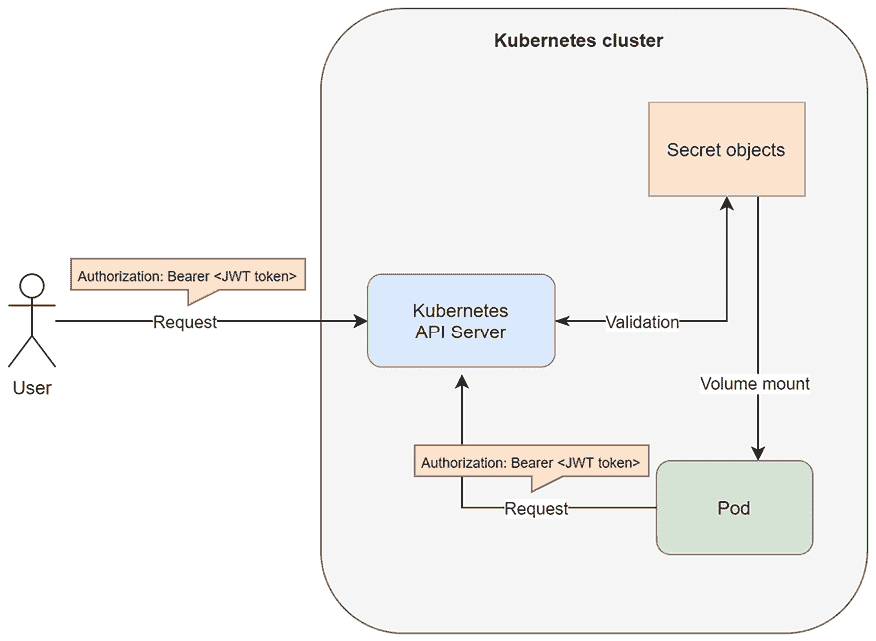 Kubernetes cluster
Secret objects
Authorization: Bearer <JWT token>
Request
Kubernetes
API Server
Validation
User
Volume mount
Authorization: Bearer <JWT token>
Request
Pod